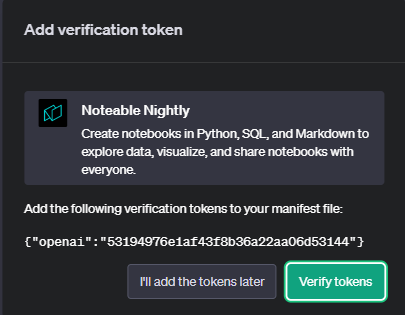 Add verification token
Noteable Nightly
Create notebooks in Python, SQL, and Markdown to
explore data, visualize, and share notebooks with
everyone.
Add the following verification tokens to your manifest file:
{"openai":"53194976e1af43f8b36a22aa06d53144"}
I'll add the tokens later
Verify tokens